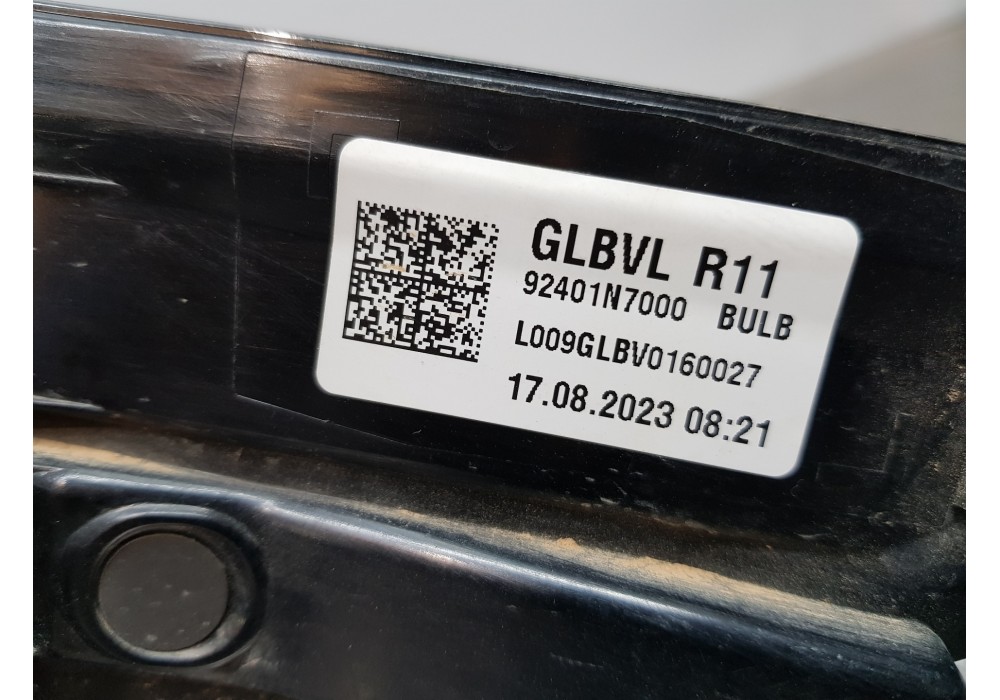 GLBVL R11
92401N7000 BULB
L009GLBV0160027
17.08.2023 08:21